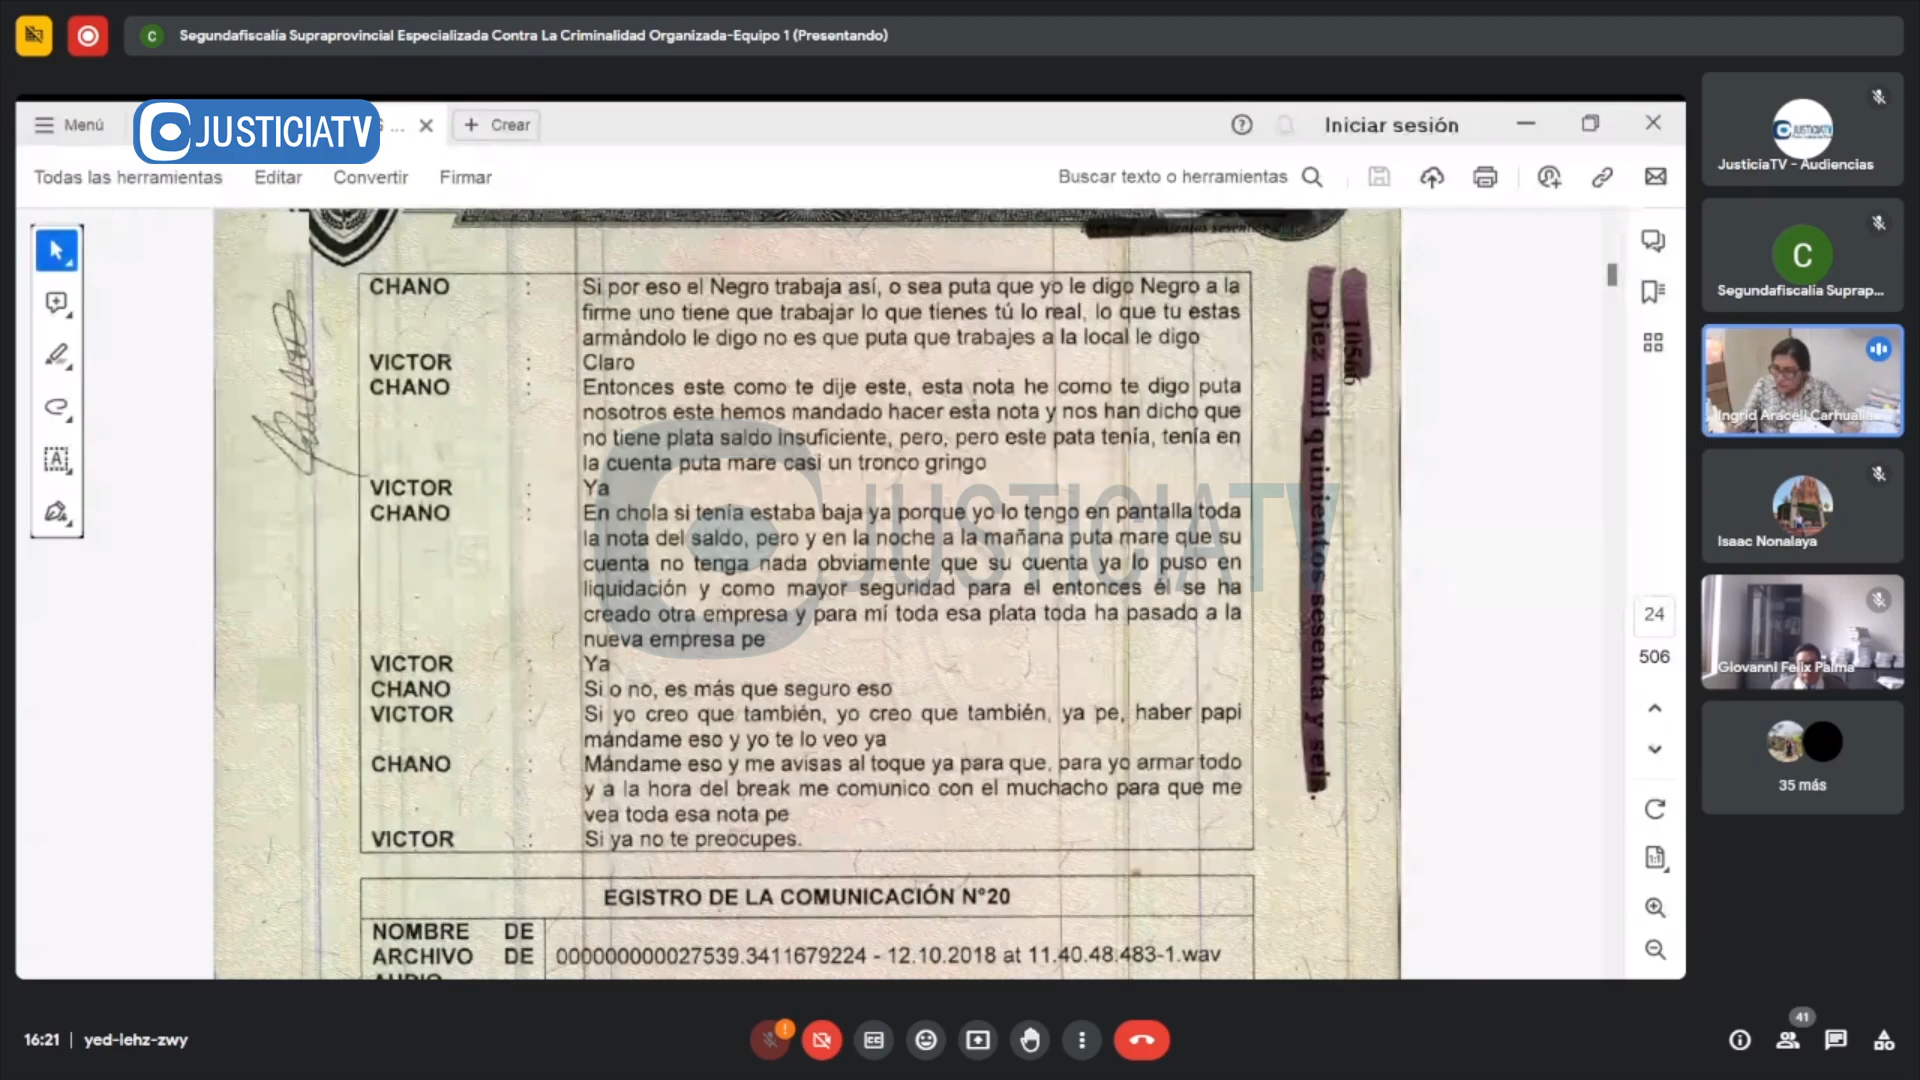 Segundafiscalía Supraprovincial Especializada Contra La Criminalidad Organizada-Equipo 1 (Presentando)
Menú
JUSTICIATV
...
Crear
Iniciar sesión
Todas las herramientas
Editar
Convertir
Firmar
Buscar texto o herramientas
CHANO : Si por eso el Negro trabaja así, o sea puta que yo le digo Negro a la
firme uno tiene que trabajar lo que tienes tú lo real, lo que tu estas
armándolo le digo no es que puta que trabajes a la local le digo
VICTOR : Claro
CHANO : Entonces este como te dije este, esta nota he como te digo puta
nosotros este hemos mandado hacer esta nota y nos han dicho que
no tiene plata saldo insuficiente, pero, pero este pata tenía, tenía en
la cuenta puta mare casi un tronco gringo
VICTOR : Ya
CHANO : En chola si tenía estaba baja ya porque yo lo tengo en pantalla toda
la nota del saldo, pero y en la noche a la mañana puta mare que su
cuenta no tenga nada obviamente que su cuenta ya lo puso en
liquidación y como mayor seguridad para el entonces él se ha
creado otra empresa y para mí toda esa plata toda ha pasado a la
nueva empresa pe
VICTOR : Ya
CHANO : Si o no, es más que seguro eso
VICTOR : Si yo creo que también, yo creo que también, ya pe, haber papi
mándame eso y yo te lo veo ya
CHANO : Mándame eso y me avisas al toque ya para que, para yo armar todo
y a la hora del break me comunico con el muchacho para que me
vea toda esa nota pe
VICTOR : Si ya no te preocupes.
EGISTRO DE LA COMUNICACIÓN N°20
NOMBRE DE
ARCHIVO DE 000000000027539.3411679224 - 12.10.2018 at 11.40.48.483-1.wav
AUDIO
Diez mil quinientos sesenta y seis.
JUSTICIATV
24
506
JUSTICIATV
JusticiaTV - Audiencias
C
C
Segundafiscalía Suprap...
Ingrid Araceli Carhualla
Isaac Nonalaya
Giovanni Felix Palma
35 más
16:21 | yed-lehz-zwy
41